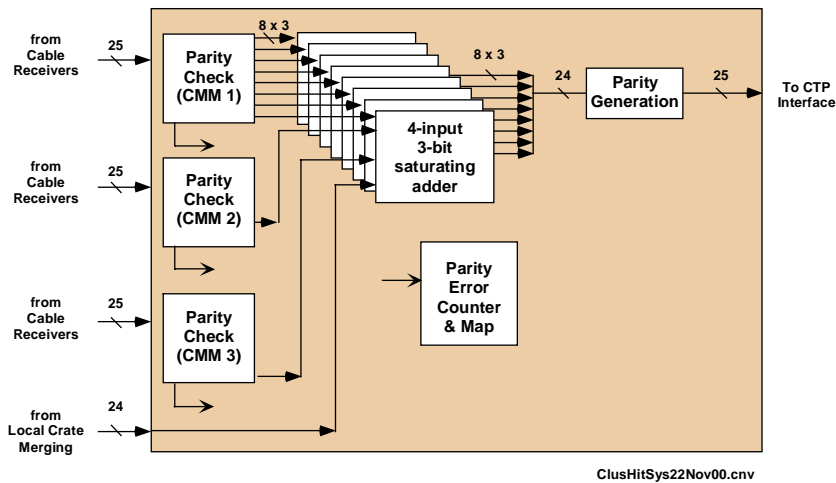 from
Cable
Receivers
25
Parity
Check
(CMM 1)
8 x 3
from
Cable
Receivers
25
Parity
Check
(CMM 2)
from
Cable
Receivers
25
Parity
Check
(CMM 3)
from
Local Crate
Merging
24
4-input
3-bit
saturating
adder
8 x 3
24
Parity
Generation
25
To CTP
Interface
Parity
Error
Counter
& Map
ClusHitSys22Nov00.cnv